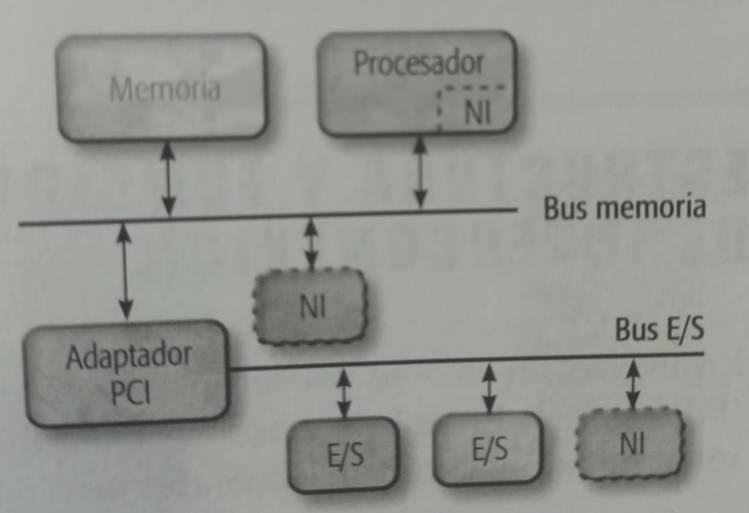 Memoria
Procesador
NI
Bus memoria
NI
Bus E/S
Adaptador
PCI
E/S
E/S
NI